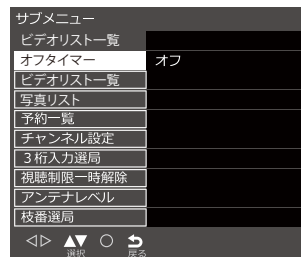 サブメニュー
ビデオリスト一覧
オフタイマー オフ
ビデオリスト一覧
写真リスト
予約一覧
チャンネル設定
3桁入力選局
視聴制限一時解除
アンテナレベル
枝番選局
選択 戻る